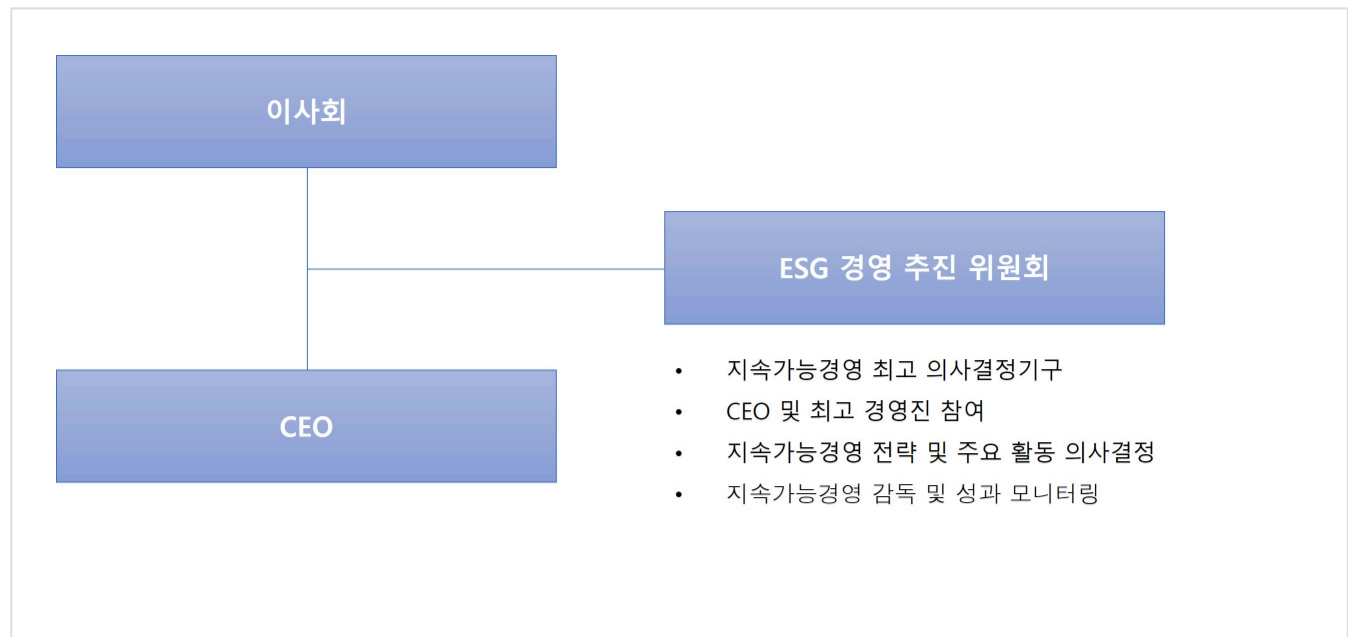 이사회
ESG 경영 추진 위원회
CEO
• 지속가능경영 최고 의사결정기구
• CEO 및 최고 경영진 참여
• 지속가능경영 전략 및 주요 활동 의사결정
• 지속가능경영 감독 및 성과 모니터링